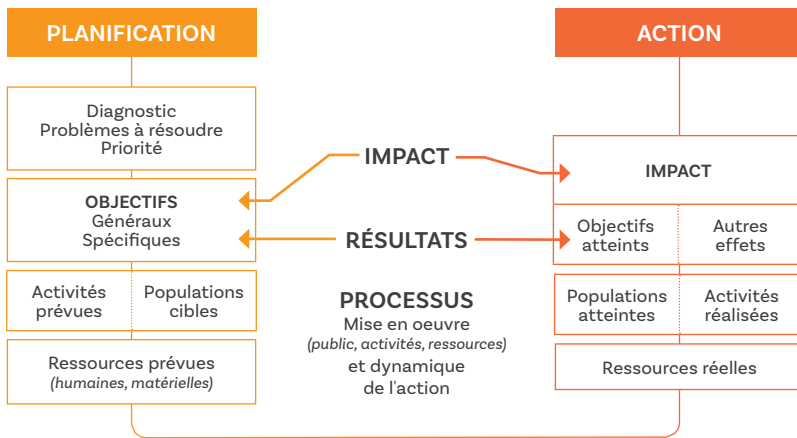 PLANIFICATION
Diagnostic
Problèmes à résoudre
Priorité
OBJECTIFS
Généraux
Spécifiques
Activités
prévues
Populations
cibles
Ressources prévues
(humaines, matérielles)
IMPACT
RÉSULTATS
PROCESSUS
Mise en oeuvre
(public, activités, ressources)
et dynamique
de l'action
ACTION
IMPACT
Objectifs
atteints
Autres
effets
Populations
atteintes
Activités
réalisées
Ressources réelles